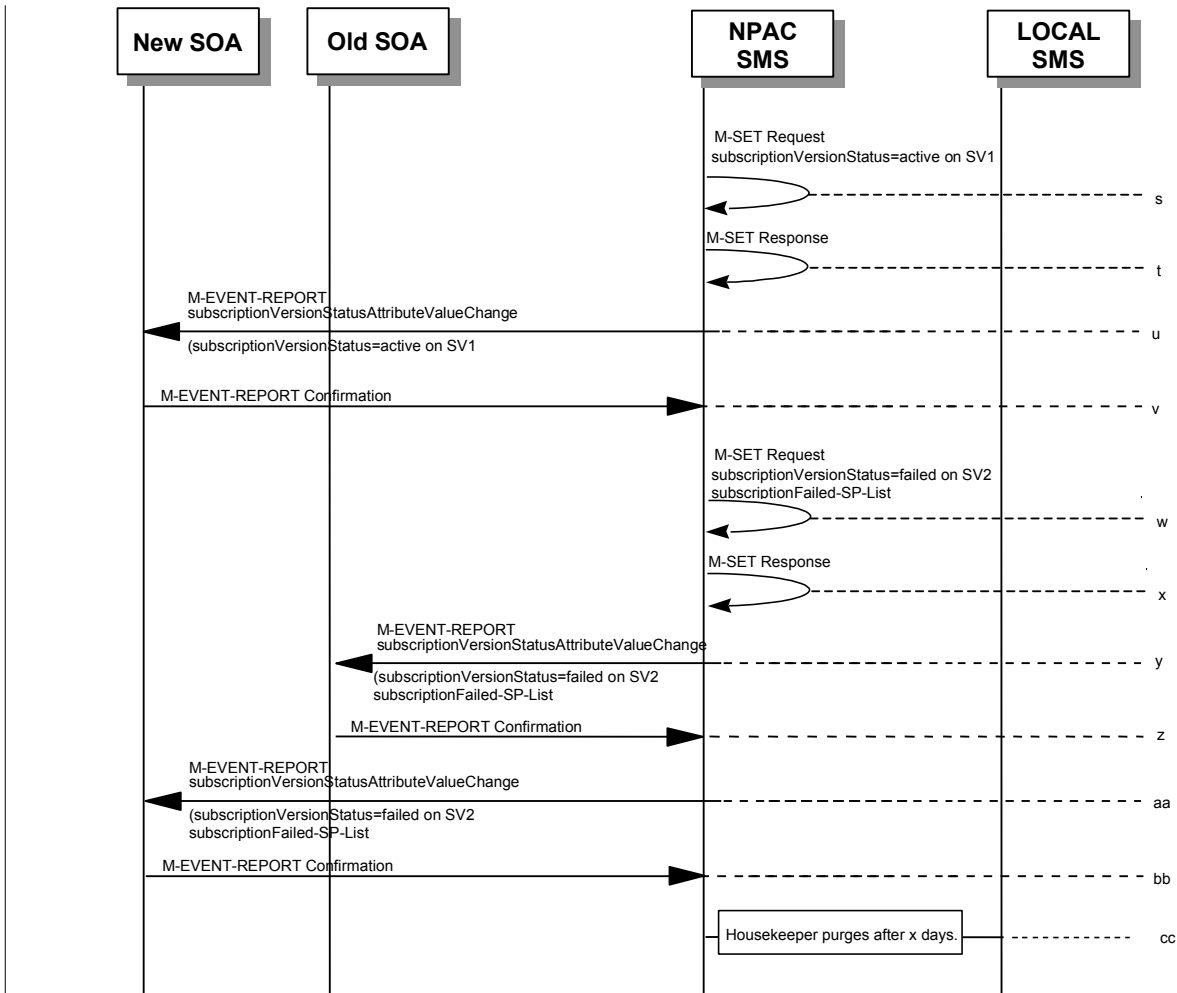 New SOA
Old SOA
NPAC
SMS
LOCAL
SMS
M-SET Request
subscriptionVersionStatus=active on SV1
s
M-SET Response
t
M-EVENT-REPORT
subscriptionVersionStatusAttributeValueChange
(subscriptionVersionStatus=active on SV1
u
M-EVENT-REPORT Confirmation
v
M-SET Request
subscriptionVersionStatus=failed on SV2
subscriptionFailed-SP-List
w
M-SET Response
x
M-EVENT-REPORT
subscriptionVersionStatusAttributeValueChange
(subscriptionVersionStatus=failed on SV2
subscriptionFailed-SP-List
y
M-EVENT-REPORT Confirmation
z
M-EVENT-REPORT
subscriptionVersionStatusAttributeValueChange
(subscriptionVersionStatus=failed on SV2
subscriptionFailed-SP-List
aa
M-EVENT-REPORT Confirmation
bb
Housekeeper purges after x days.
cc